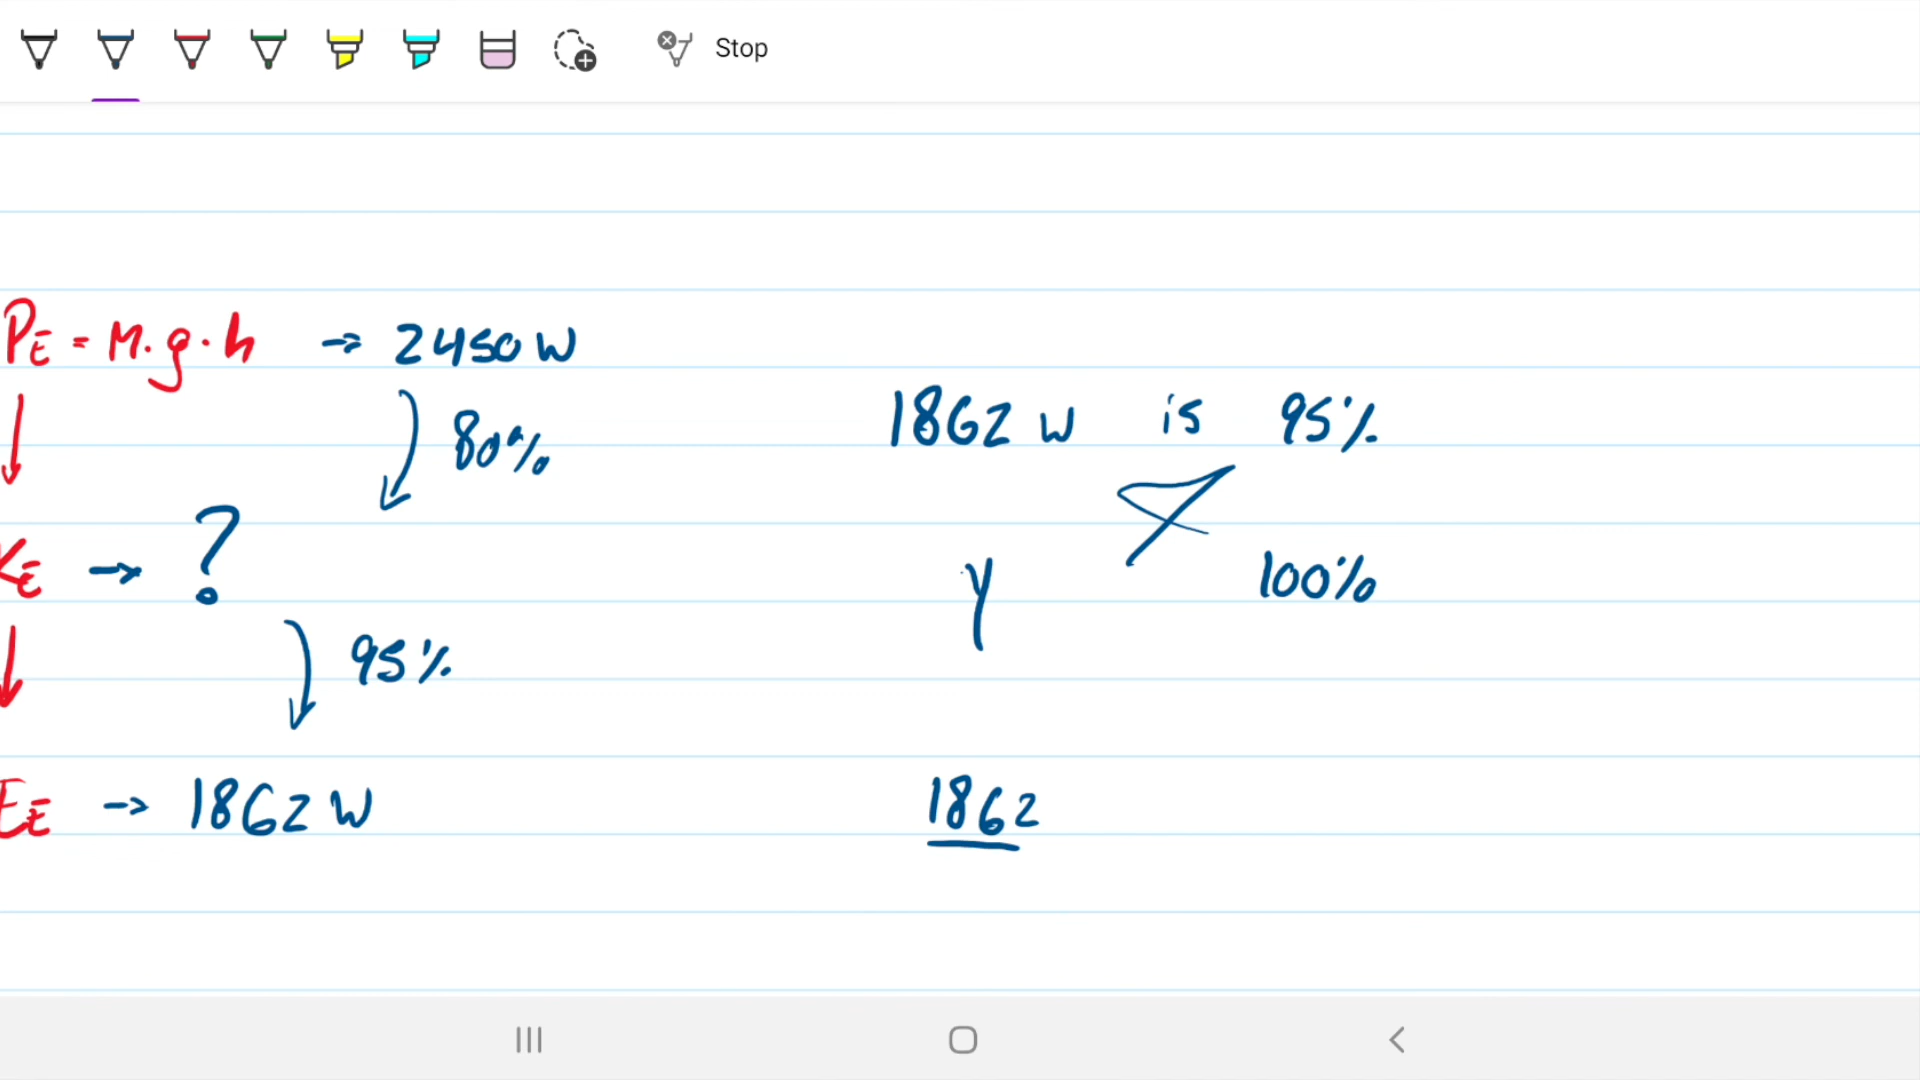 Stop
PE = M.g.h → 2450 W
80%
1862 W is 95%
KE → ?
y 100%
95%
EE → 1862 W
1862